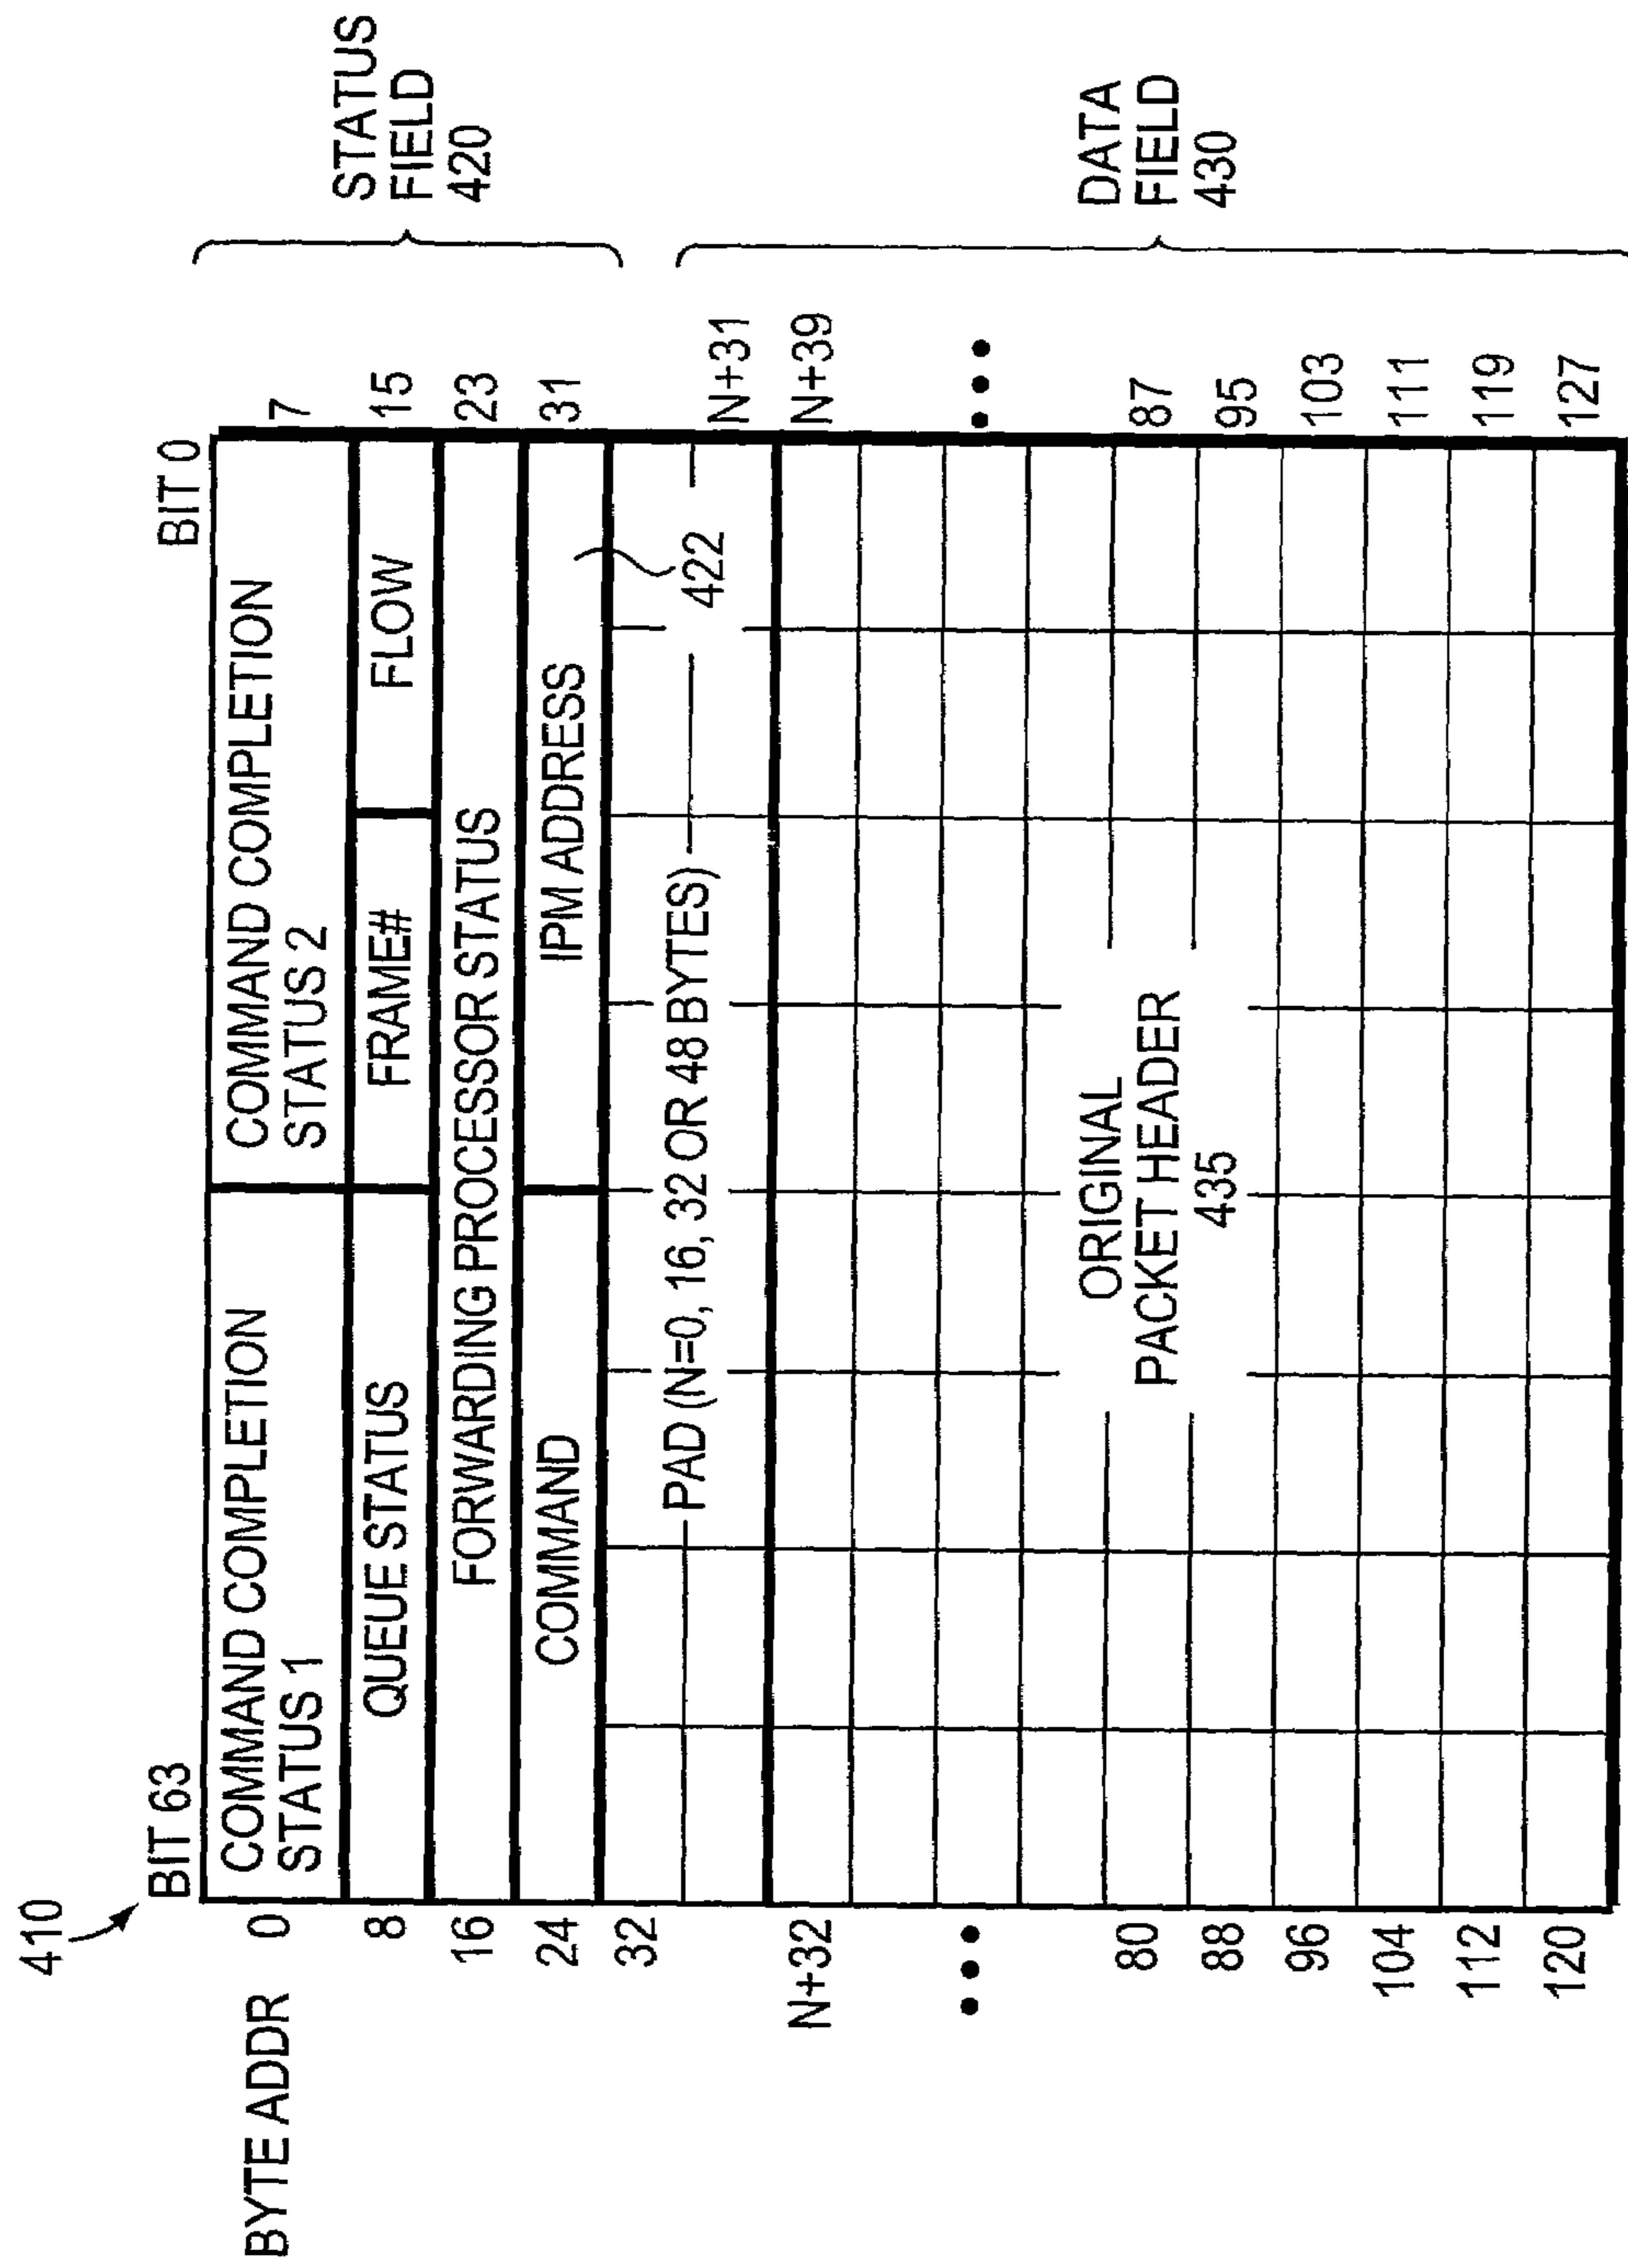 410
BIT 63
BIT 0
BYTE ADDR
0
COMMAND COMPLETION
STATUS 1
COMMAND COMPLETION
STATUS 2
7
8
QUEUE STATUS
FRAME#
FLOW
15
16
FORWARDING PROCESSOR STATUS
23
24
COMMAND
IPM ADDRESS
31
STATUS
FIELD
420
32
PAD (N=0, 16, 32 OR 48 BYTES)
422
N+31
N+32
N+39
•••
•••
ORIGINAL
PACKET HEADER
435
80
87
88
95
96
103
104
111
112
119
120
127
DATA
FIELD
430